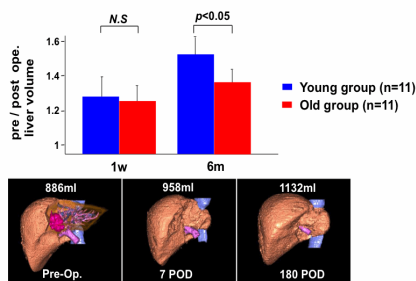 N.S
p<0.05
pre / post ope.
liver volume
1.6
1.4
1.2
1
1w
6m
Young group (n=11)
Old group (n=11)
886ml
958ml
1132ml
Pre-Op.
7 POD
180 POD